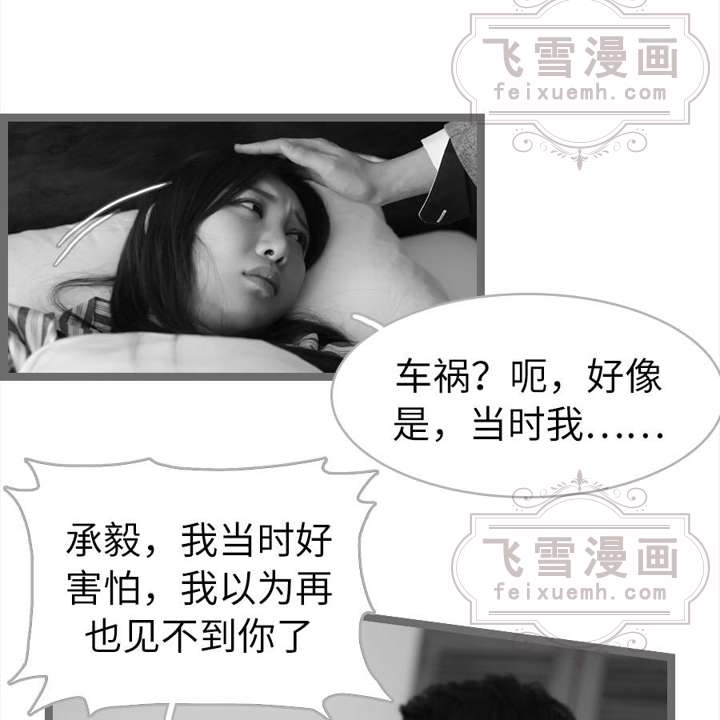 飞雪漫画
feixuemh.com
车祸？呃，好像
是，当时我……
承毅，我当时好
害怕，我以为再
也见不到你了
飞雪漫画
feixuemh.com